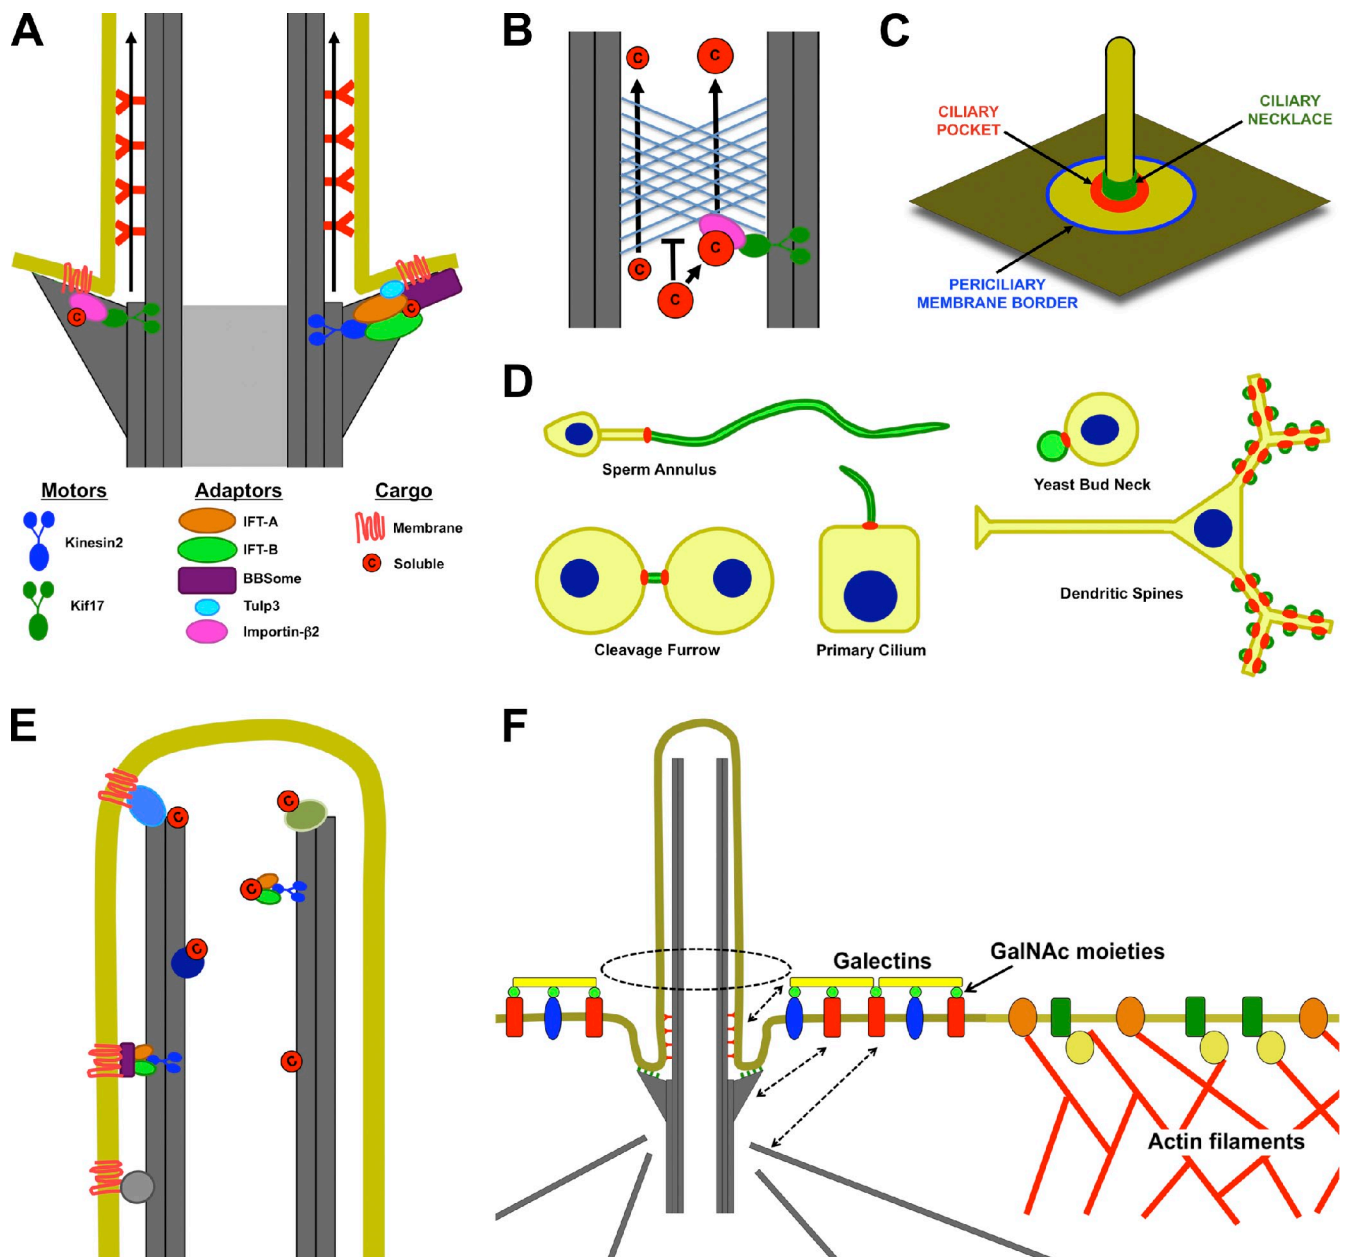 A
B
C
C
C
C
C
C
C
C
CILIARY
POCKET
CILIARY
NECKLACE
PERICILIARY
MEMBRANE BORDER
Motors
Kinesin2
Kif17
Adaptors
IFT-A
IFT-B
BBSome
Tulp3
Importin-β2
Cargo
Membrane
C
Soluble
D
Sperm Annulus
Yeast Bud Neck
Cleavage Furrow
Primary Cilium
Dendritic Spines
E
C
C
C
C
C
F
Galectins
GalNAc moieties
Actin filaments